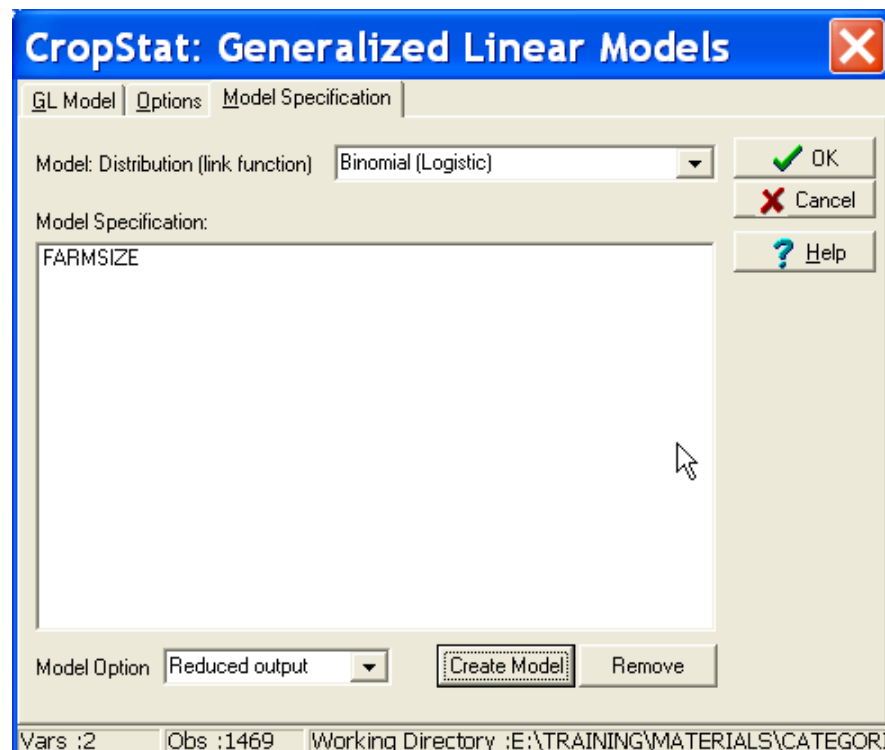 CropStat: Generalized Linear Models
GL Model Options Model Specification
Model: Distribution (link function) Binomial (Logistic)
OK
Cancel
Model Specification:
Help
FARMSIZE
Model Option Reduced output Create Model Remove
Vars :2 Obs :1469 Working Directory :E:\TRAINING\MATERIALS\CATEGOR